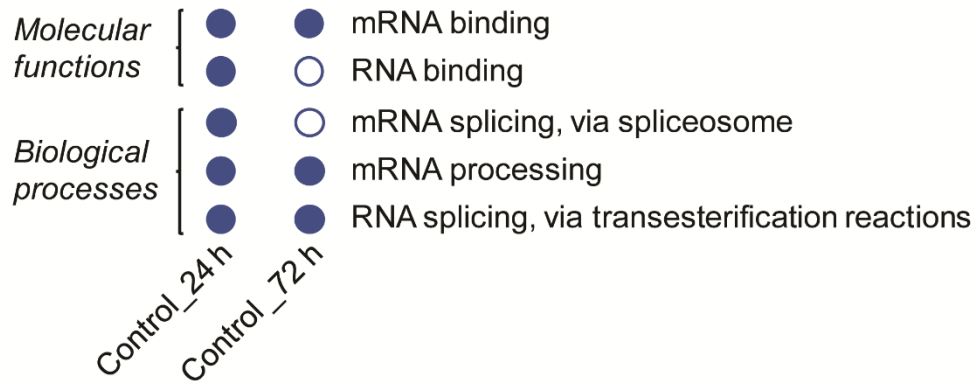 Molecular
functions
mRNA binding
RNA binding
Biological
processes
mRNA splicing, via spliceosome
mRNA processing
RNA splicing, via transesterification reactions
Control_24 h
Control_72 h